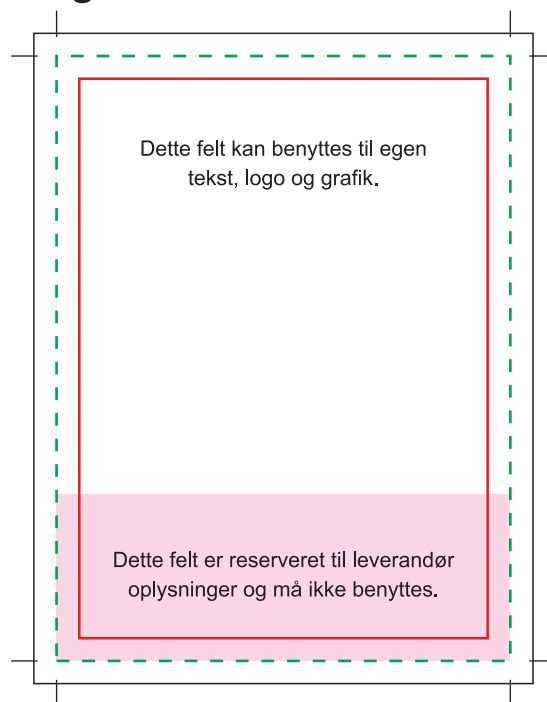 Dette felt kan benyttes til egen
tekst, logo og grafik.
Dette felt er reserveret til leverandør
oplysninger og må ikke benyttes.